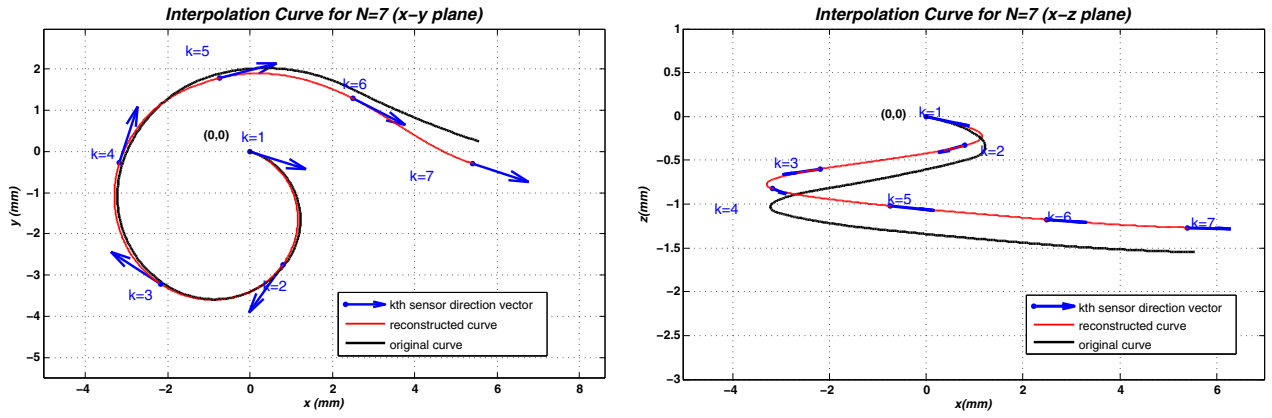 Interpolation Curve for N=7 (x−y plane)
y (mm)
2
1
0
−1
−2
−3
−4
−5
k=5
k=6
k=4
(0,0)
k=1
k=7
k=3
k=2
kth sensor direction vector
reconstructed curve
original curve
−4
−2
0
2
4
6
8
x (mm)
Interpolation Curve for N=7 (x−z plane)
z(mm)
1
0.5
0
−0.5
−1
−1.5
−2
−2.5
−3
k=1
(0,0)
k=2
k=3
k=4
k=5
k=6
k=7
kth sensor direction vector
reconstructed curve
original curve
−4
−2
0
2
4
6
x(mm)